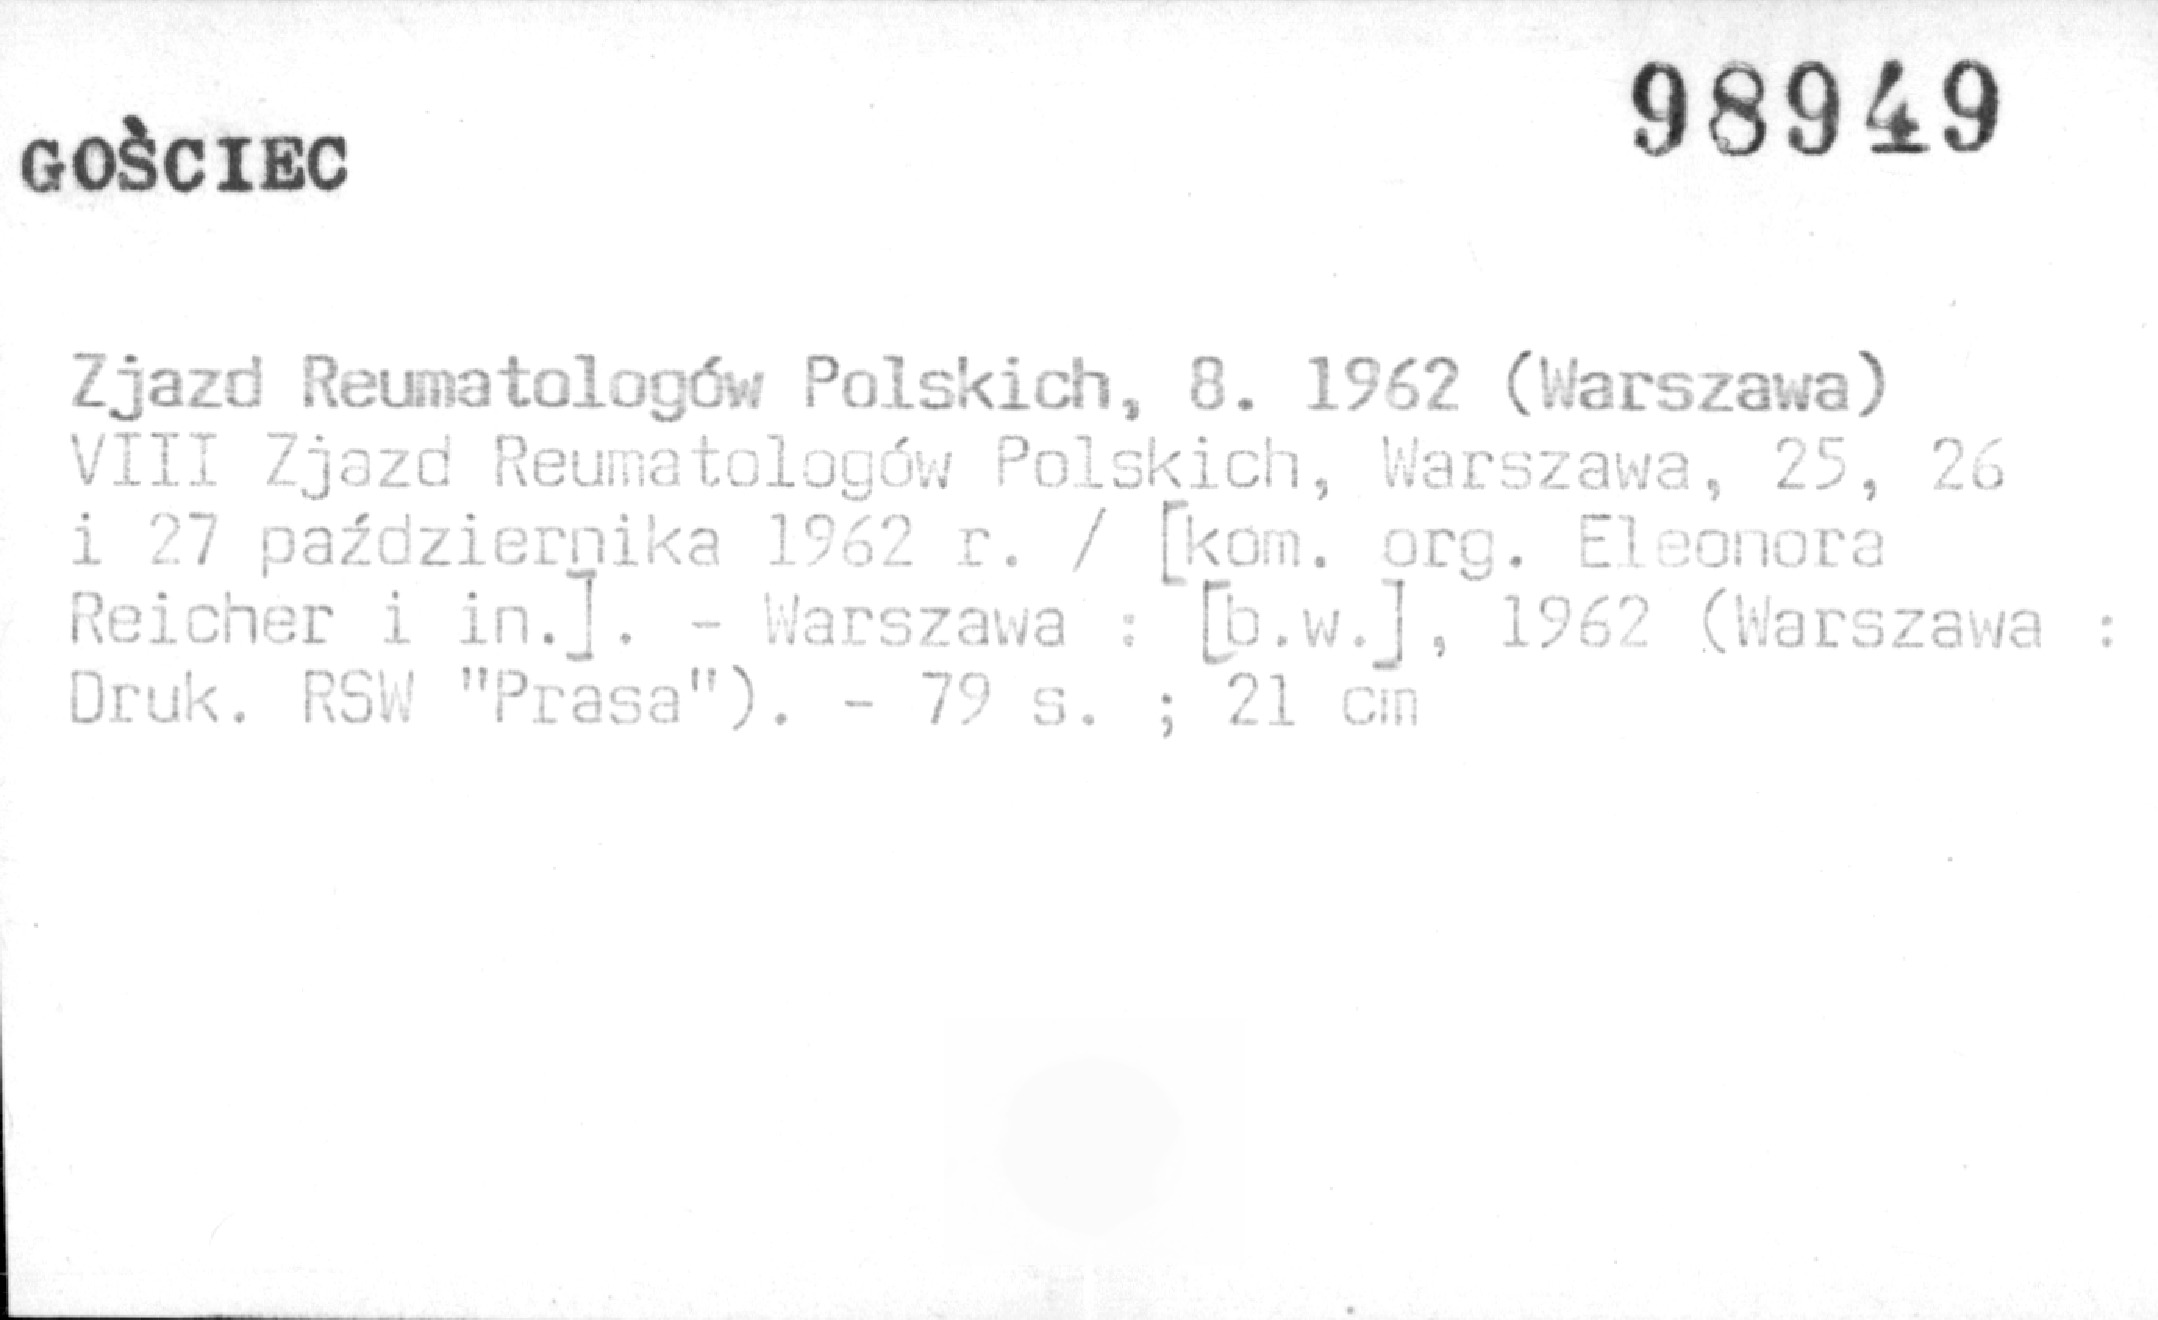 98949
GOŚCIEC
Zjazd Reumatologów Polskich, 8. 1962 (Warszawa)
VIII Zjazd Reumatologów Polskich, Warszawa, 25, 26
i 27 października 1962 r. / [kom. org. Eleonora
Reicher i in.]. - Warszawa : [b.w.], 1962 (Warszawa :
Druk. RSW "Prasa"). - 79 s. ; 21 cm